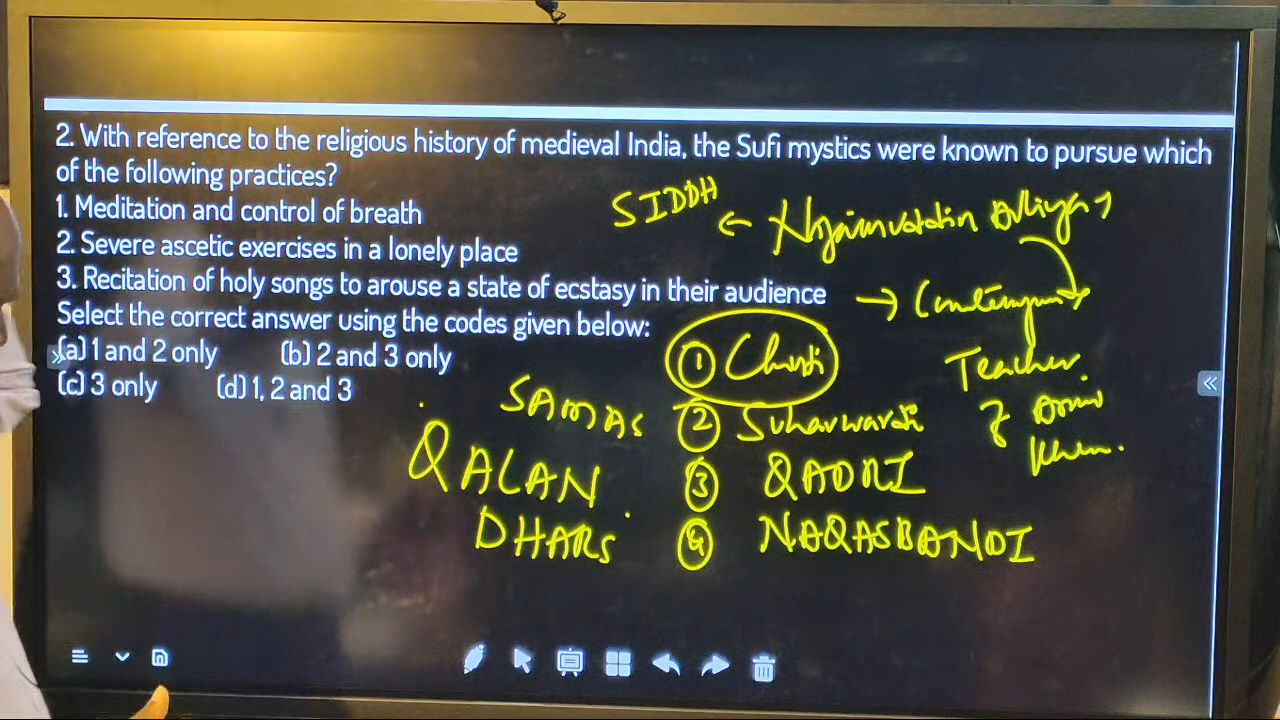 2. With reference to the religious history of medieval India, the Sufi mystics were known to pursue which
of the following practices?
1. Meditation and control of breath
2. Severe ascetic exercises in a lonely place
3. Recitation of holy songs to arouse a state of ecstasy in their audience
Select the correct answer using the codes given below:
(a) 1 and 2 only (b) 2 and 3 only
(c) 3 only (d) 1, 2 and 3
SIDDH ←
→
Teacher.
① Chisti
SAMAS
② Suharwardi
QALAN
DHARS
③ QADRI
④ NAQASBANDI